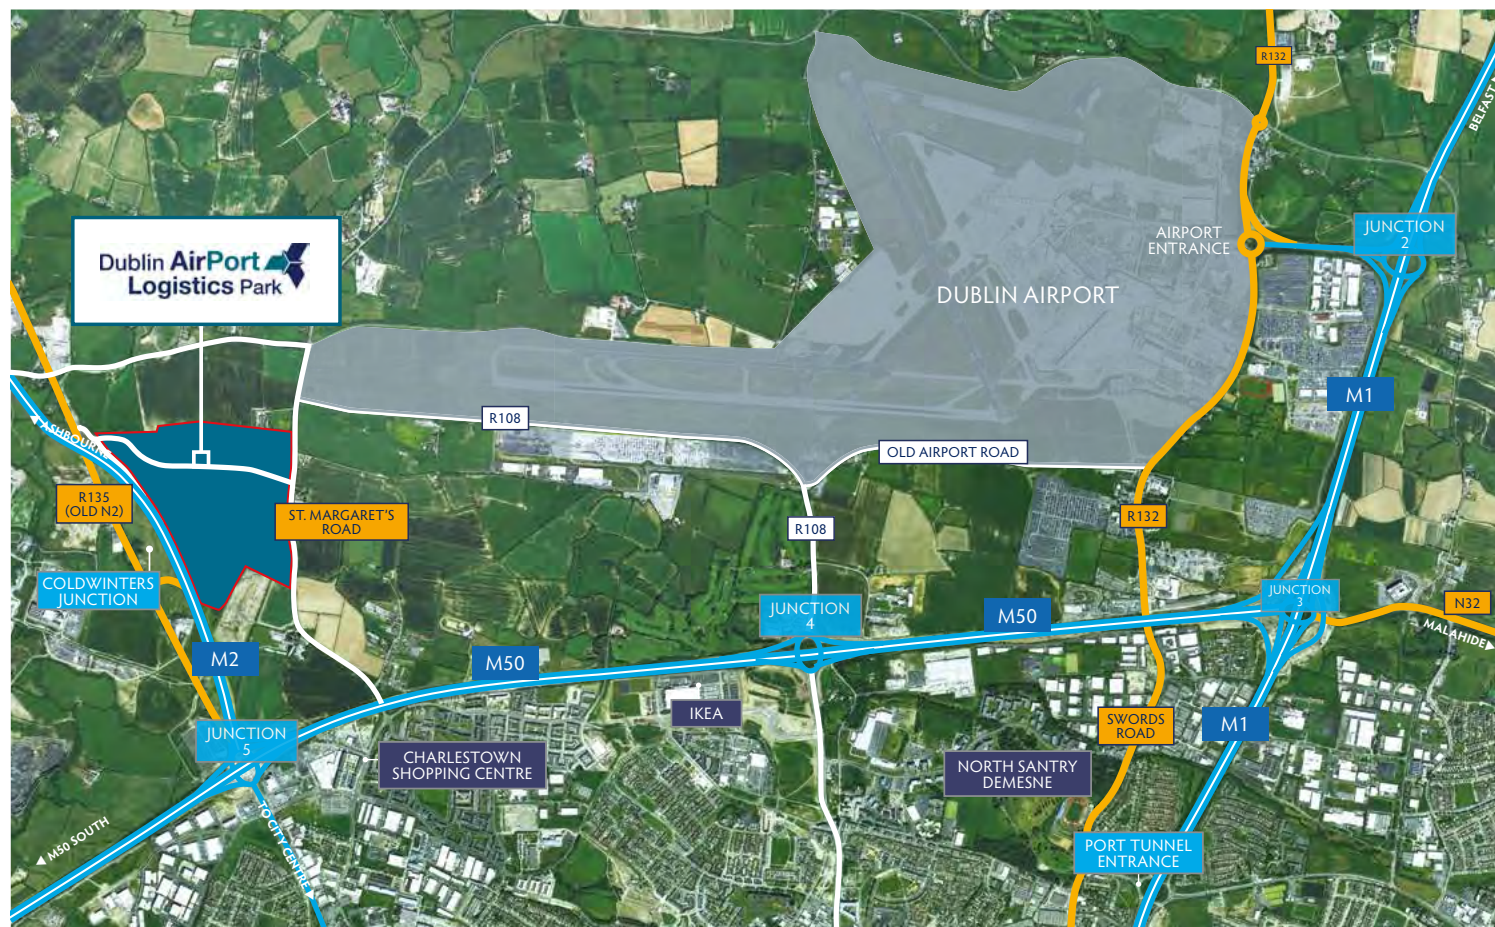 R132
BELFAST
JUNCTION
2
AIRPORT
ENTRANCE
Dublin AirPort
Logistics Park
DUBLIN AIRPORT
M1
R108
ASHBOURNE
OLD AIRPORT ROAD
R135
(OLD N2)
ST. MARGARET'S
ROAD
R108
R132
COLDWINTERS
JUNCTION
JUNCTION
4
M50
JUNCTION
3
N32
MALAHIDE
M2
M50
IKEA
SWORDS
ROAD
M1
JUNCTION
5
CHARLESTOWN
SHOPPING CENTRE
NORTH SANTRY
DEMESNE
M50 SOUTH
TO CITY CENTRE
PORT TUNNEL
ENTRANCE